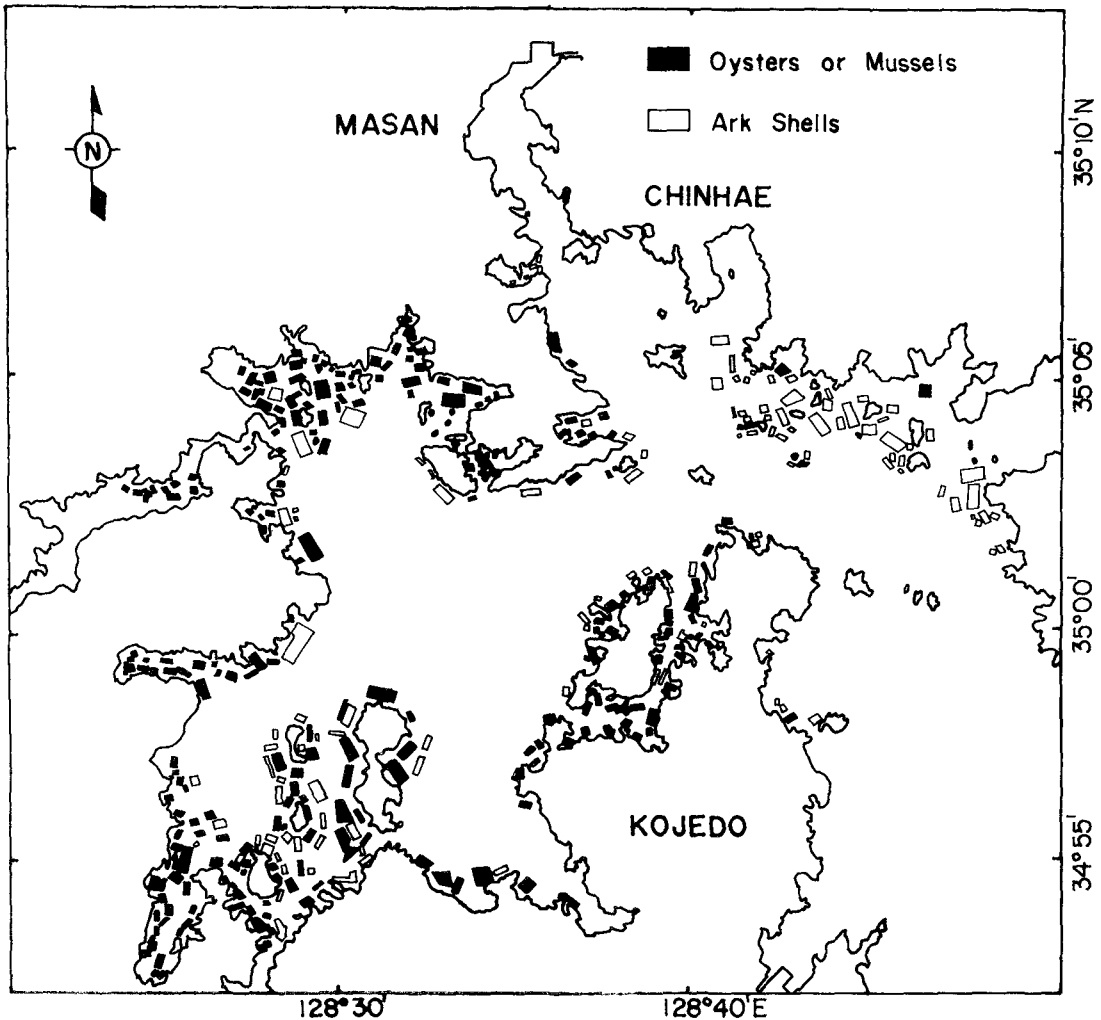 Oysters or Mussels
Ark Shells
N
MASAN
CHINHAE
KOJEDO
35°10'N
35°05'
35°00'
34°55'
128°30'
128°40'E